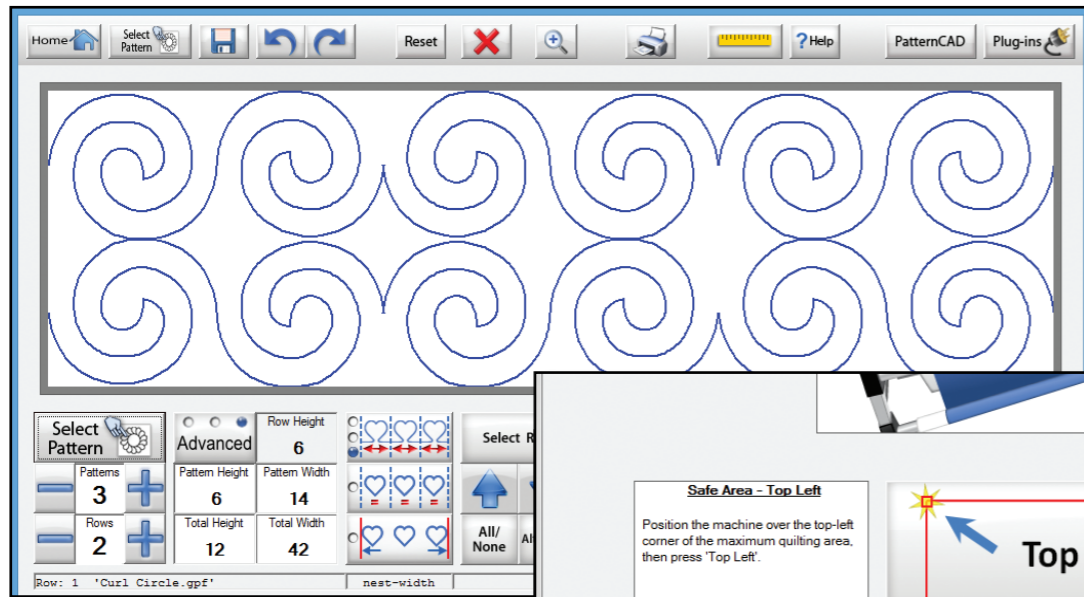 Home
Select
Pattern
Reset
?Help
PatternCAD
Plug-ins
Select
Pattern
Advanced
Row Height
6
Patterns
3
Pattern Height
6
Pattern Width
14
Rows
2
Total Height
12
Total Width
42
Select R
All/
None
Al
Row: 1 'Curl Circle.gpf'
nest-width
Safe Area - Top Left
Position the machine over the top-left
corner of the maximum quilting area,
then press 'Top Left'.
Top